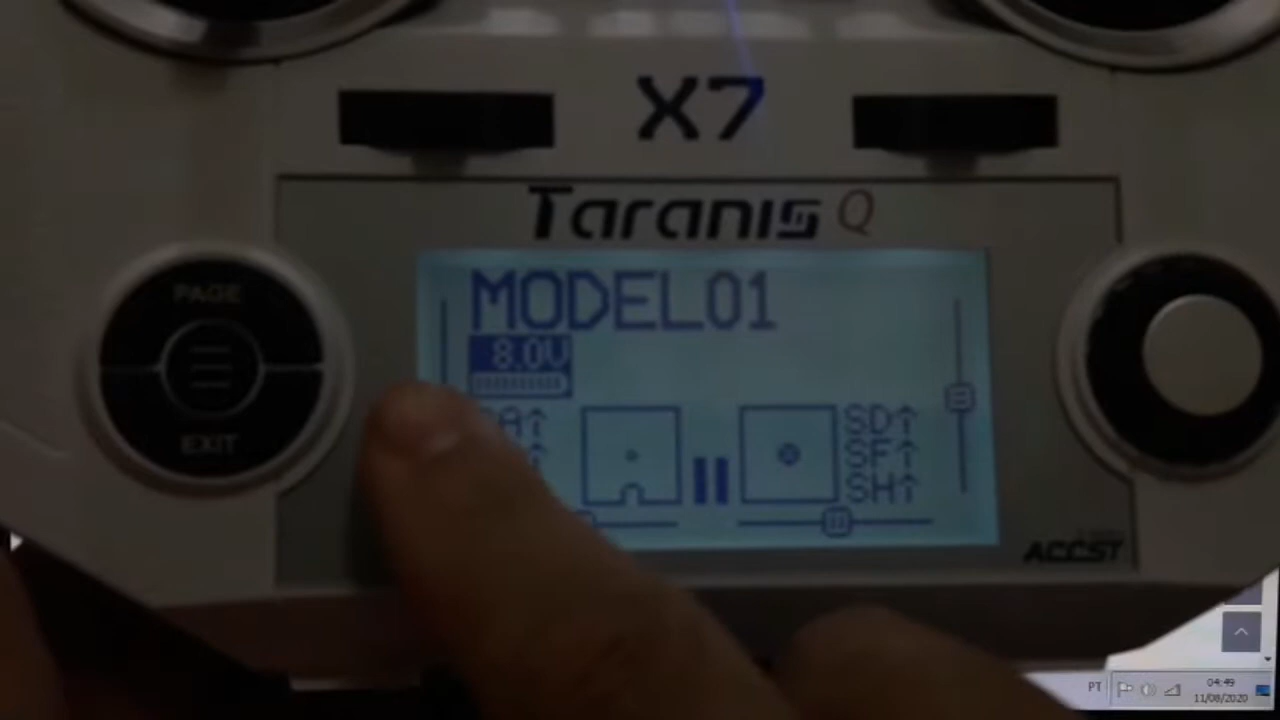 X7
Taranis Q
PAGE
EXIT
MODEL01
8.0V
SD↑
SF↑
SH↑
ACCST
PT
04:49
11/08/2020